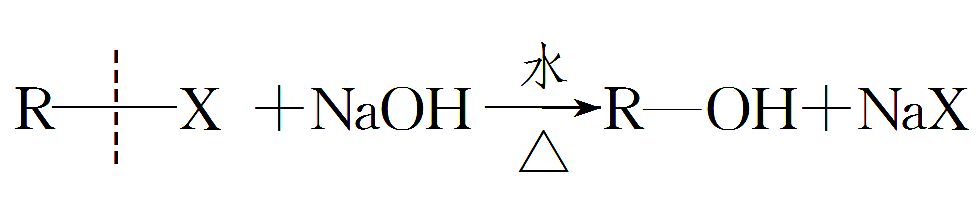 水
R—X +NaOH⟶R—OH+NaX
△